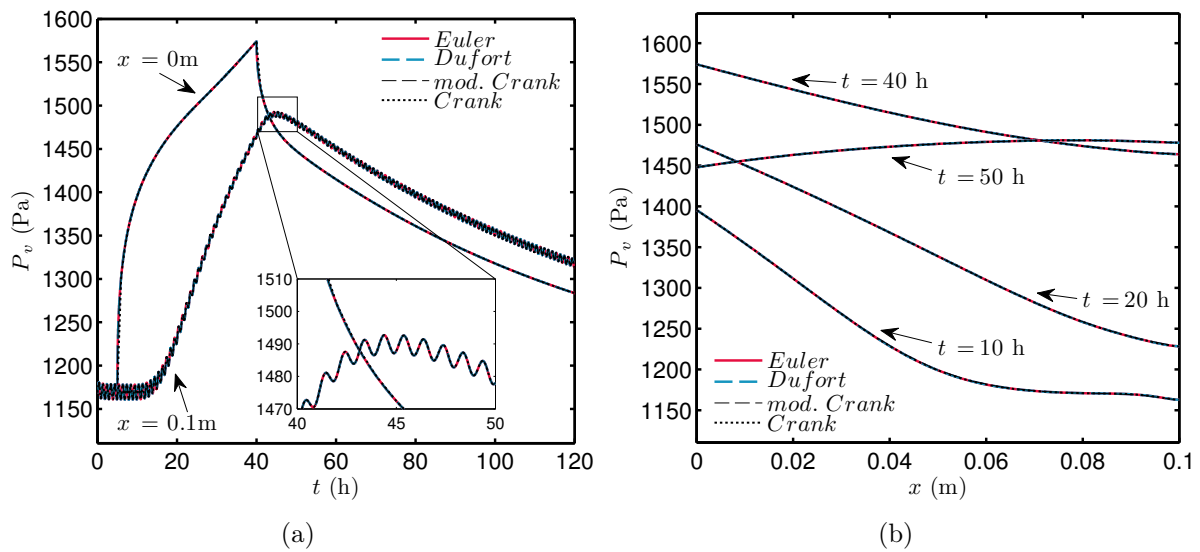 1600
1550
1500
1450
1400
1350
1300
1250
1200
1150
P_v (Pa)
x = 0m
Euler
Dufort
mod. Crank
Crank
1510
1500
1490
1480
1470
40
42
45
47
50
x = 0.1m
0
20
40
60
80
100
120
t (h)
(a)
1600
1550
1500
1450
1400
1350
1300
1250
1200
1150
P_v (Pa)
t = 40 h
t = 50 h
t = 20 h
t = 10 h
Euler
Dufort
mod. Crank
Crank
0
0.02
0.04
0.06
0.08
0.1
x (m)
(b)